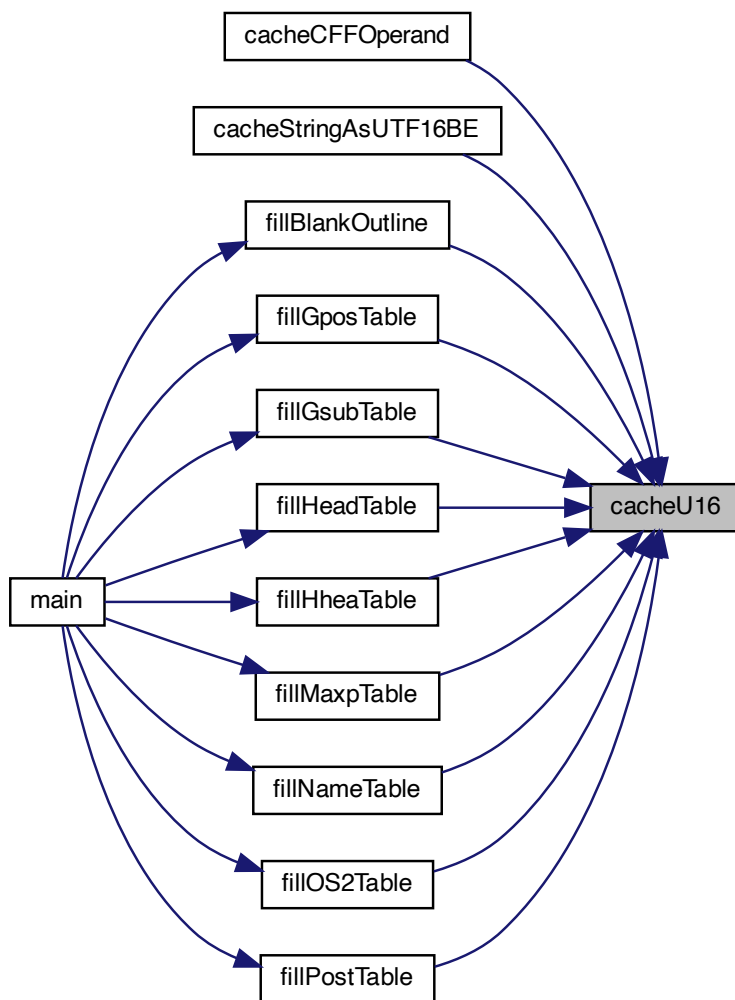 cacheCFFOperand
cacheStringAsUTF16BE
fillBlankOutline
fillGposTable
fillGsubTable
fillHeadTable
cacheU16
main
fillHheaTable
fillMaxpTable
fillNameTable
fillOS2Table
fillPostTable